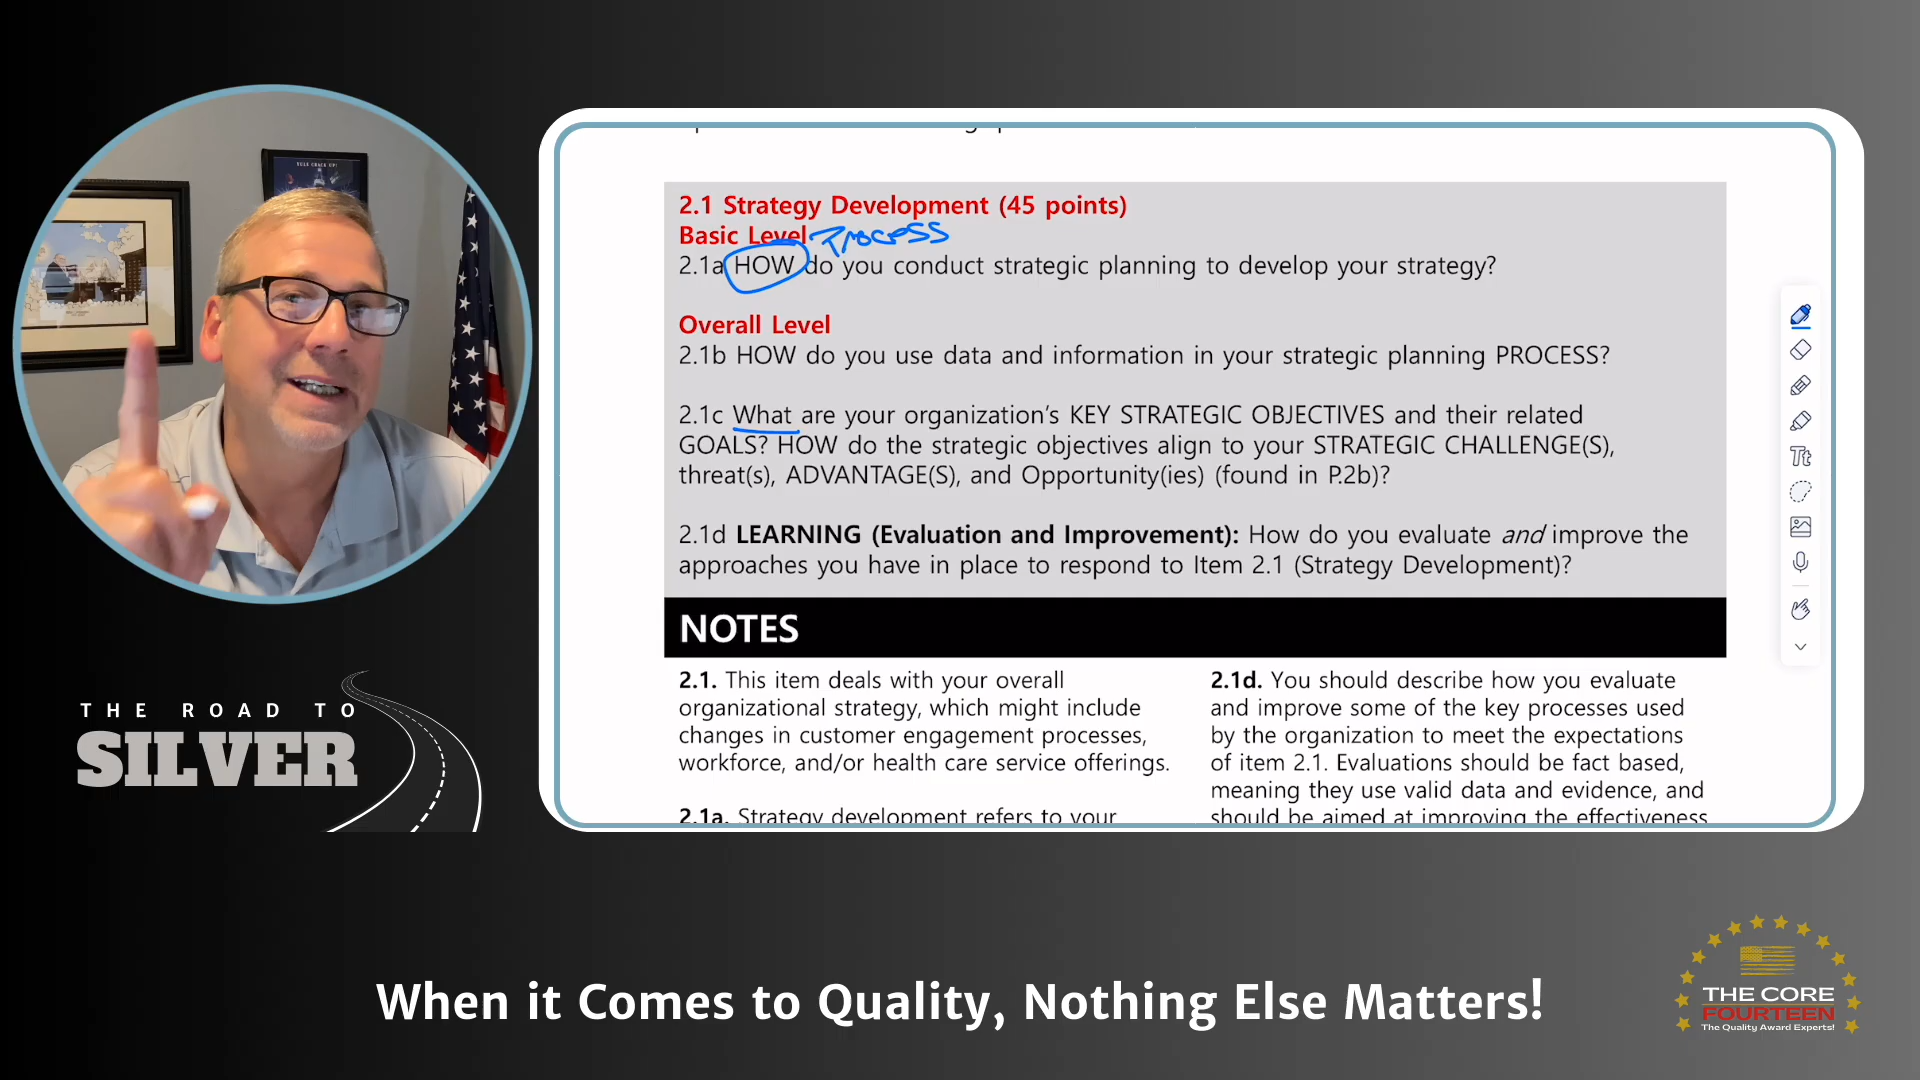 YULE CRACK UP!
2.1 Strategy Development (45 points)
Basic Level PROCESS
2.1a HOW do you conduct strategic planning to develop your strategy?
Overall Level
2.1b HOW do you use data and information in your strategic planning PROCESS?
2.1c What are your organization's KEY STRATEGIC OBJECTIVES and their related
GOALS? HOW do the strategic objectives align to your STRATEGIC CHALLENGE(S),
threat(s), ADVANTAGE(S), and Opportunity(ies) (found in P.2b)?
2.1d LEARNING (Evaluation and Improvement): How do you evaluate and improve the
approaches you have in place to respond to Item 2.1 (Strategy Development)?
NOTES
2.1. This item deals with your overall
organizational strategy, which might include
changes in customer engagement processes,
workforce, and/or health care service offerings.
2.1a. Strategy development refers to your
2.1d. You should describe how you evaluate
and improve some of the key processes used
by the organization to meet the expectations
of item 2.1. Evaluations should be fact based,
meaning they use valid data and evidence, and
should be aimed at improving the effectiveness
Tt
THE ROAD TO
SILVER
When it Comes to Quality, Nothing Else Matters!
THE CORE
FOURTEEN
The Quality Award Experts!